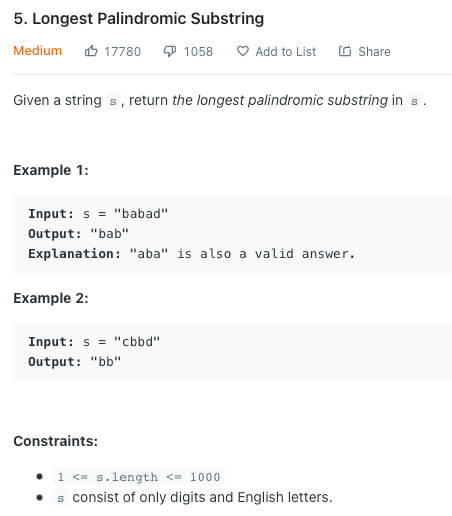 5. Longest Palindromic Substring
Medium 17780 1058 Add to List Share
Given a string s, return the longest palindromic substring in s.
Example 1:
Input: s = "babad"
Output: "bab"
Explanation: "aba" is also a valid answer.
Example 2:
Input: s = "cbbd"
Output: "bb"
Constraints:
• 1 <= s.length <= 1000
• s consist of only digits and English letters.